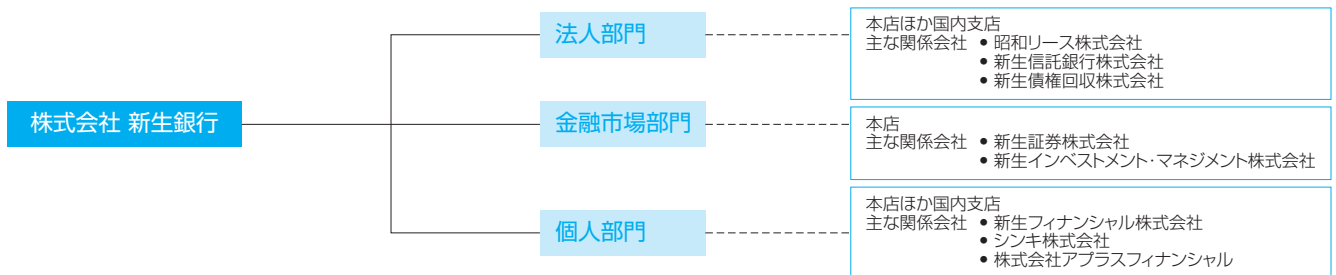 株式会社 新生銀行
法人部門
本店ほか国内支店
主な関係会社 ● 昭和リース株式会社
● 新生信託銀行株式会社
● 新生債権回収株式会社
金融市場部門
本店
主な関係会社 ● 新生証券株式会社
● 新生インベストメント・マネジメント株式会社
個人部門
本店ほか国内支店
主な関係会社 ● 新生フィナンシャル株式会社
● シンキ株式会社
● 株式会社アプラスフィナンシャル